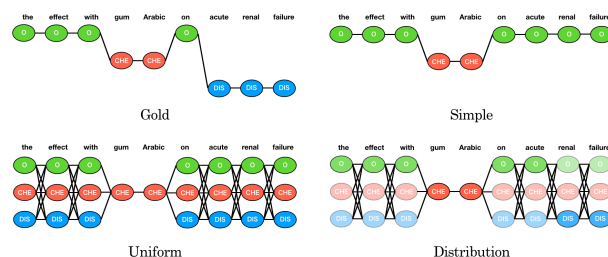 the effect with gum Arabic on acute renal failure
O O O CHE CHE O DIS DIS DIS
Gold
the effect with gum Arabic on acute renal failure
O O O CHE CHE O O O O
Simple
the effect with gum Arabic on acute renal failure
O O O O O O O
CHE CHE CHE CHE CHE CHE CHE CHE CHE
DIS DIS DIS DIS DIS DIS DIS
Uniform
the effect with gum Arabic on acute renal failure
O O O O O O O
CHE CHE CHE CHE CHE CHE CHE CHE CHE
DIS DIS DIS DIS DIS DIS DIS
Distribution